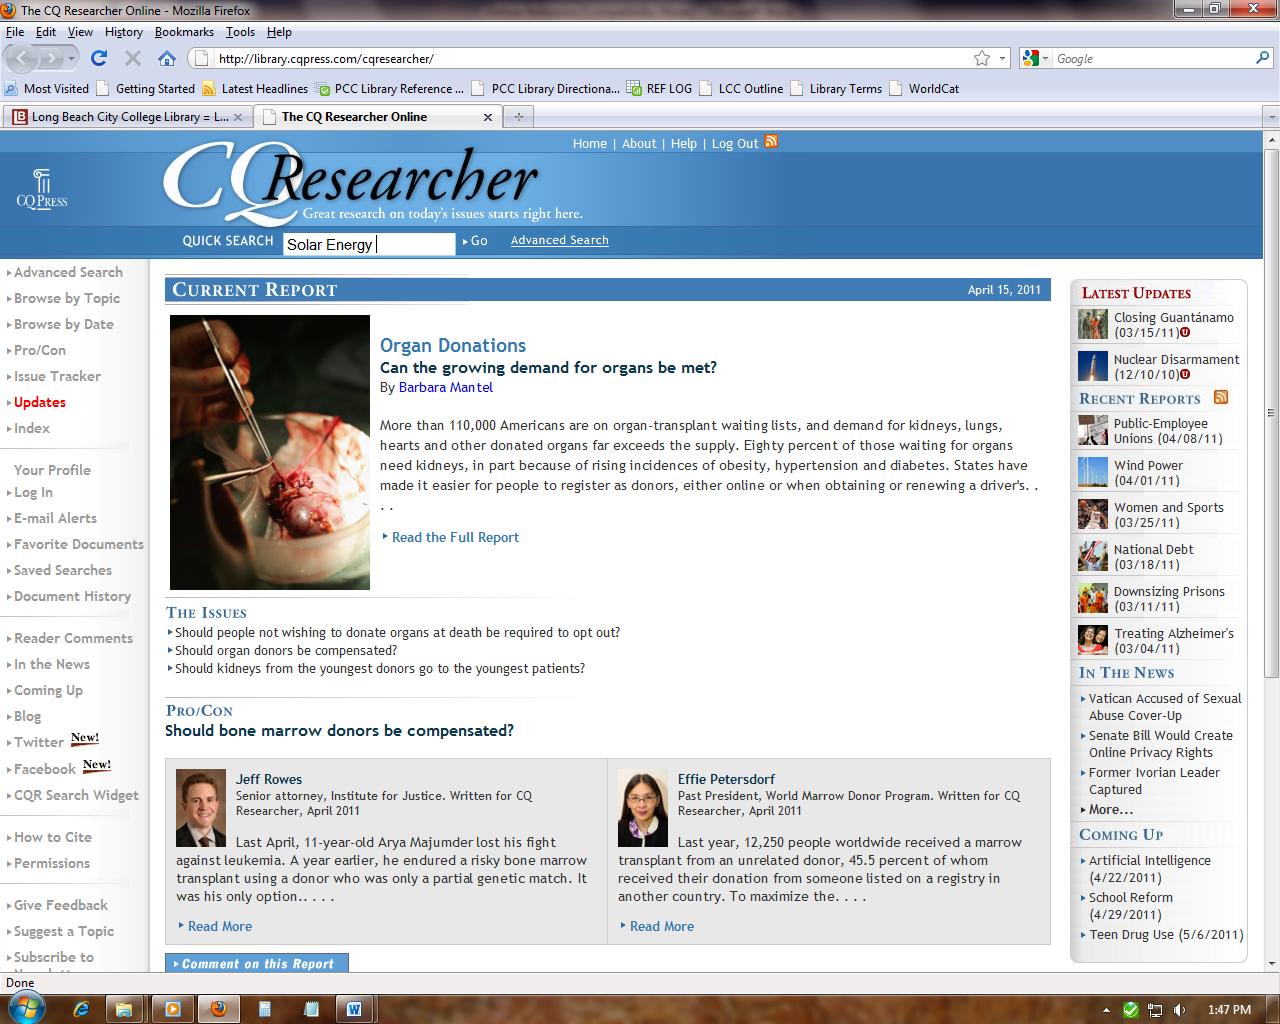 The CQ Researcher Online - Mozilla Firefox
File Edit View History Bookmarks Tools Help
http://library.cqpress.com/cqresearcher/
Google
Most Visited Getting Started Latest Headlines PCC Library Reference ... PCC Library Directiona... REF LOG LCC Outline Library Terms WorldCat
Long Beach City College Library = L...
The CQ Researcher Online
Home | About | Help | Log Out
CQ PRESS
CQ Researcher
Great research on today's issues starts right here.
QUICK SEARCH Solar Energy Go Advanced Search
Advanced Search
Browse by Topic
Browse by Date
Pro/Con
Issue Tracker
Updates
Index
Your Profile
Log In
E-mail Alerts
Favorite Documents
Saved Searches
Document History
Reader Comments
In the News
Coming Up
Blog
Twitter New!
Facebook New!
CQR Search Widget
How to Cite
Permissions
Give Feedback
Suggest a Topic
Subscribe to
CURRENT REPORT April 15, 2011
Organ Donations
Can the growing demand for organs be met?
By Barbara Mantel
More than 110,000 Americans are on organ-transplant waiting lists, and demand for kidneys, lungs,
hearts and other donated organs far exceeds the supply. Eighty percent of those waiting for organs
need kidneys, in part because of rising incidences of obesity, hypertension and diabetes. States have
made it easier for people to register as donors, either online or when obtaining or renewing a driver's. .
. .
Read the Full Report
THE ISSUES
Should people not wishing to donate organs at death be required to opt out?
Should organ donors be compensated?
Should kidneys from the youngest donors go to the youngest patients?
PRO/CON
Should bone marrow donors be compensated?
Jeff Rowes
Senior attorney, Institute for Justice. Written for CQ
Researcher, April 2011
Last April, 11-year-old Arya Majumder lost his fight
against leukemia. A year earlier, he endured a risky bone marrow
transplant using a donor who was only a partial genetic match. It
was his only option.. . . .
Read More
Effie Petersdorf
Past President, World Marrow Donor Program. Written for CQ
Researcher, April 2011
Last year, 12,250 people worldwide received a marrow
transplant from an unrelated donor, 45.5 percent of whom
received their donation from someone listed on a registry in
another country. To maximize the. . . .
Read More
Comment on this Report
LATEST UPDATES
Closing Guantánamo
(03/15/11) U
Nuclear Disarmament
(12/10/10) U
RECENT REPORTS
Public-Employee
Unions (04/08/11)
Wind Power
(04/01/11)
Women and Sports
(03/25/11)
National Debt
(03/18/11)
Downsizing Prisons
(03/11/11)
Treating Alzheimer's
(03/04/11)
IN THE NEWS
Vatican Accused of Sexual
Abuse Cover-Up
Senate Bill Would Create
Online Privacy Rights
Former Ivorian Leader
Captured
More...
COMING UP
Artificial Intelligence
(4/22/2011)
School Reform
(4/29/2011)
Teen Drug Use (5/6/2011)
Done
1:47 PM